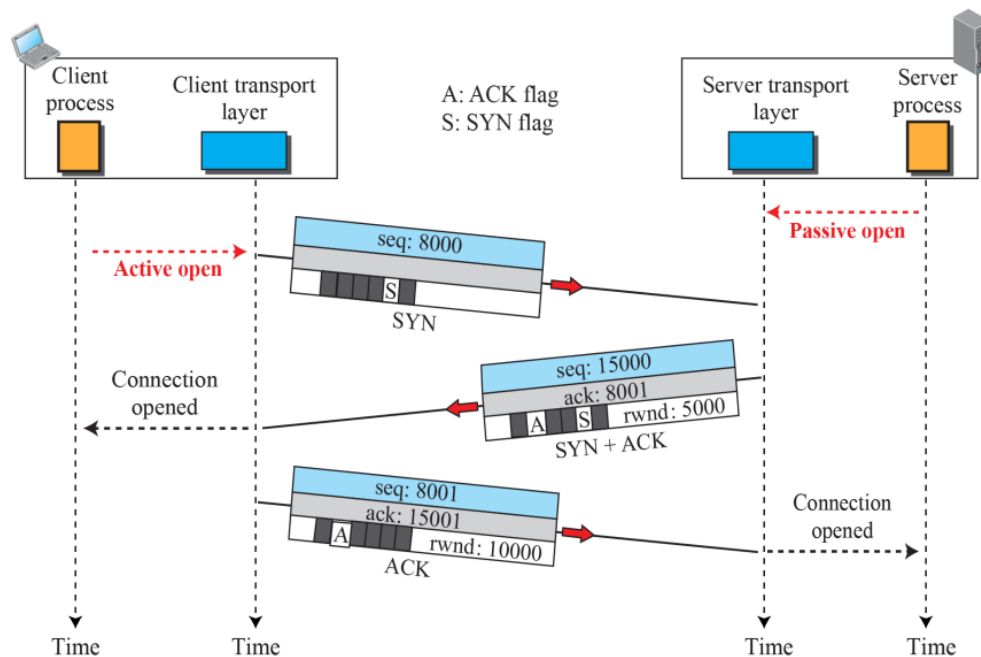 Client
process
Client transport
layer
A: ACK flag
S: SYN flag
Server transport
layer
Server
process
Passive open
Active open
seq: 8000
S
SYN
seq: 15000
ack: 8001
A
S
rwnd: 5000
SYN + ACK
Connection
opened
seq: 8001
ack: 15001
A
rwnd: 10000
ACK
Connection
opened
Time
Time
Time
Time